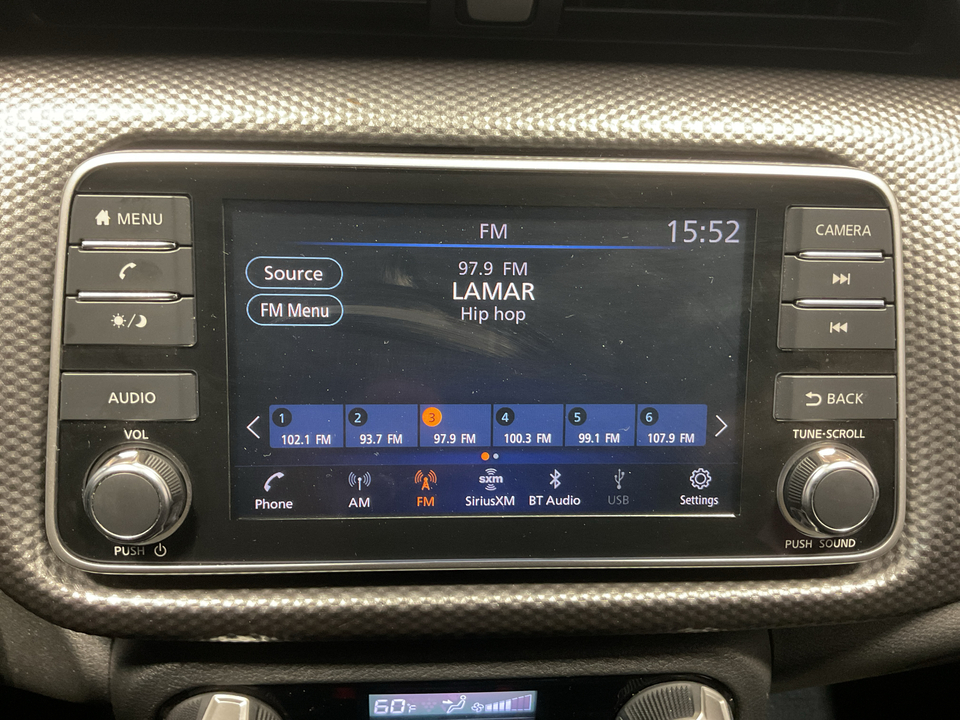 MENU
AUDIO
VOL
PUSH
FM
15:52
Source
FM Menu
97.9 FM
LAMAR
Hip hop
1 2 3 4 5 6
102.1 FM 93.7 FM 97.9 FM 100.3 FM 99.1 FM 107.9 FM
Phone AM FM sxm SiriusXM BT Audio USB Settings
CAMERA
BACK
TUNE·SCROLL
PUSH SOUND
60°F